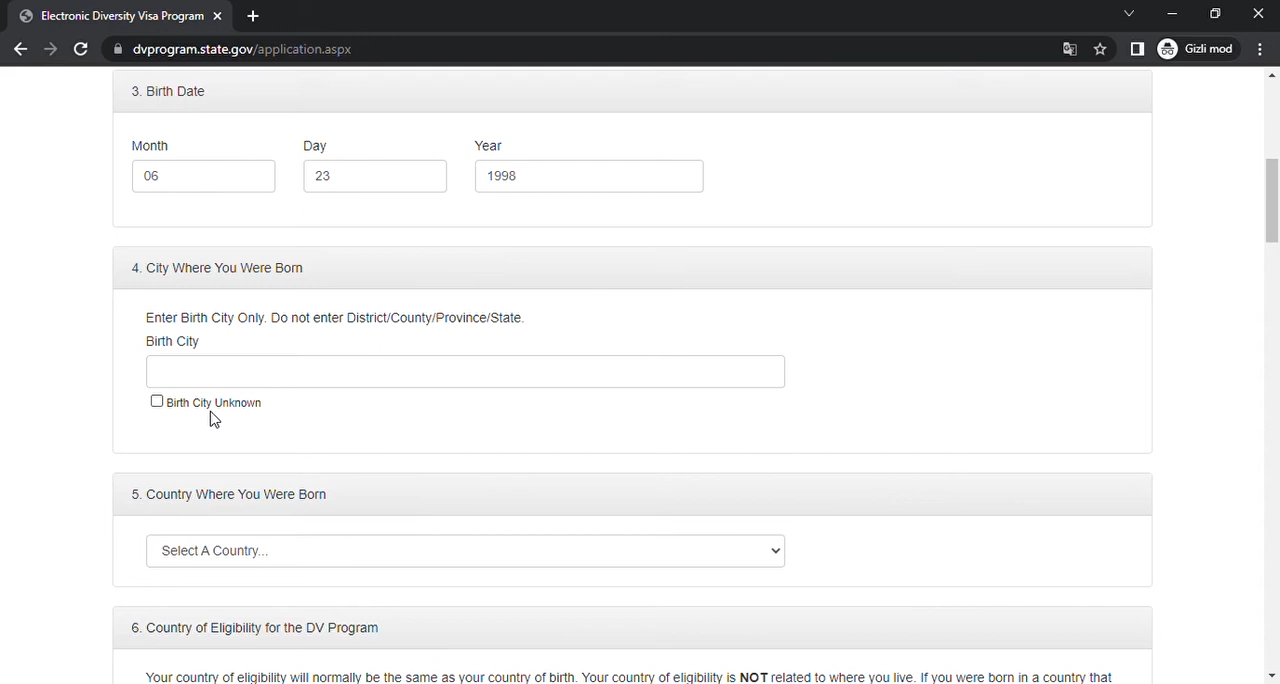 Electronic Diversity Visa Program
dvprogram.state.gov/application.aspx
Gizli mod
3. Birth Date
Month Day Year
06 23 1998
4. City Where You Were Born
Enter Birth City Only. Do not enter District/County/Province/State.
Birth City
Birth City Unknown
5. Country Where You Were Born
Select A Country...
6. Country of Eligibility for the DV Program
Your country of eligibility will normally be the same as your country of birth. Your country of eligibility is NOT related to where you live. If you were born in a country that